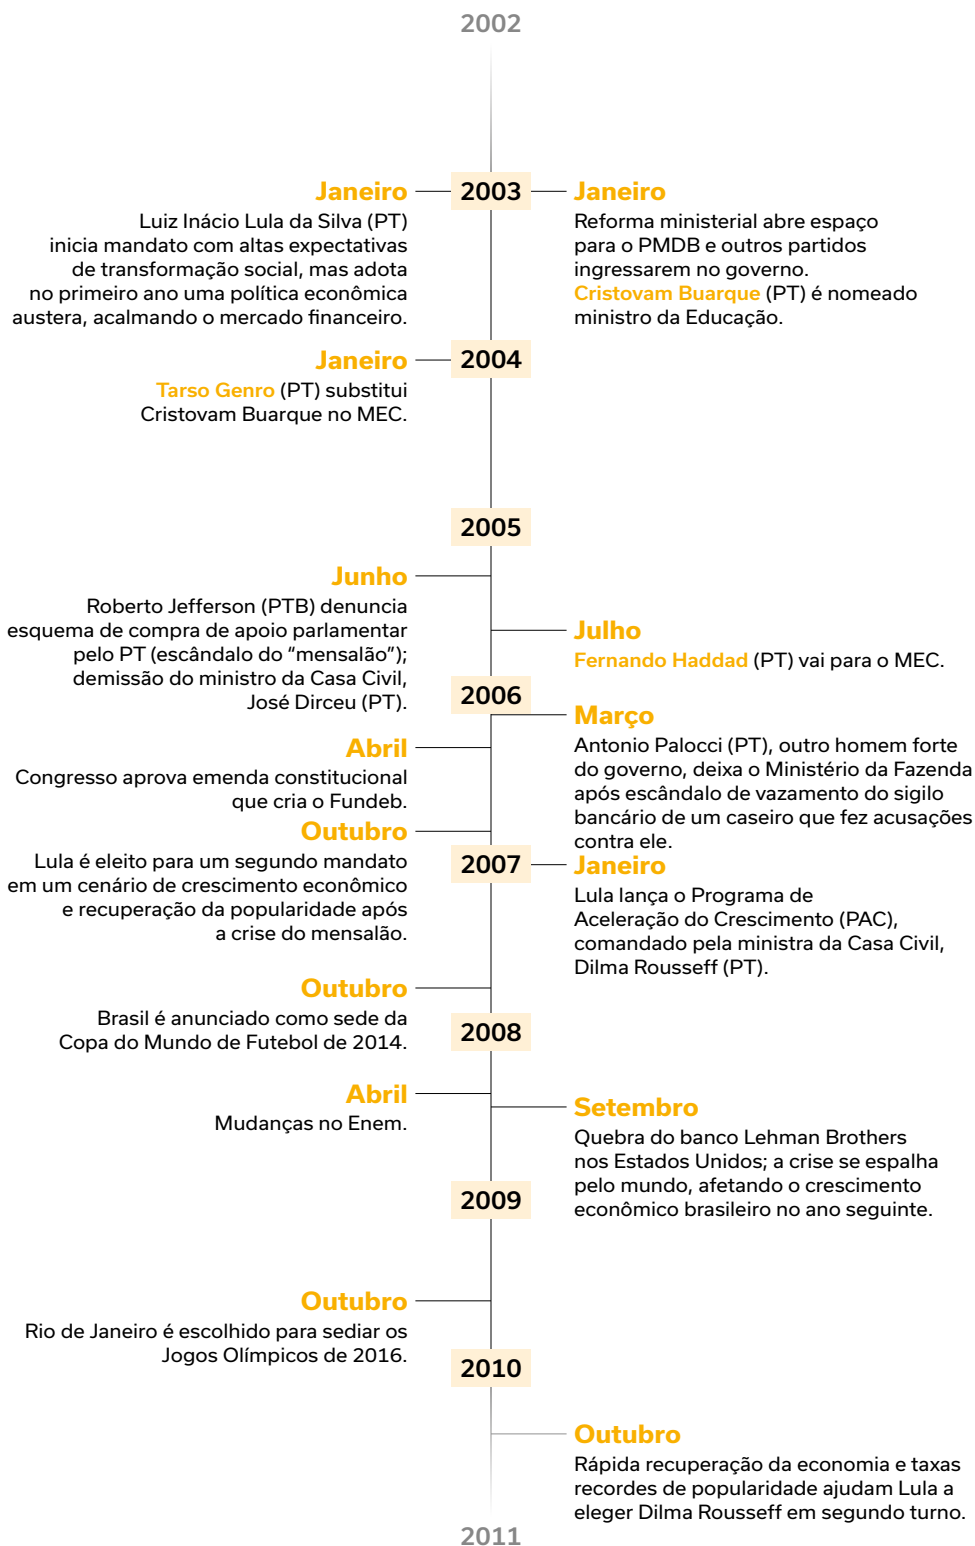 2002
2003
Janeiro
Luiz Inácio Lula da Silva (PT)
inicia mandato com altas expectativas
de transformação social, mas adota
no primeiro ano uma política econômica
austera, acalmando o mercado financeiro.
Janeiro
Reforma ministerial abre espaço
para o PMDB e outros partidos
ingressarem no governo.
Cristovam Buarque (PT) é nomeado
ministro da Educação.
2004
Janeiro
Tarso Genro (PT) substitui
Cristovam Buarque no MEC.
2005
Junho
Roberto Jefferson (PTB) denuncia
esquema de compra de apoio parlamentar
pelo PT (escândalo do “mensalão”);
demissão do ministro da Casa Civil,
José Dirceu (PT).
Julho
Fernando Haddad (PT) vai para o MEC.
2006
Março
Antonio Palocci (PT), outro homem forte
do governo, deixa o Ministério da Fazenda
após escândalo de vazamento do sigilo
bancário de um caseiro que fez acusações
contra ele.
Abril
Congresso aprova emenda constitucional
que cria o Fundeb.
Outubro
Lula é eleito para um segundo mandato
em um cenário de crescimento econômico
e recuperação da popularidade após
a crise do mensalão.
2007
Janeiro
Lula lança o Programa de
Aceleração do Crescimento (PAC),
comandado pela ministra da Casa Civil,
Dilma Rousseff (PT).
Outubro
Brasil é anunciado como sede da
Copa do Mundo de Futebol de 2014.
2008
Abril
Mudanças no Enem.
Setembro
Quebra do banco Lehman Brothers
nos Estados Unidos; a crise se espalha
pelo mundo, afetando o crescimento
econômico brasileiro no ano seguinte.
2009
Outubro
Rio de Janeiro é escolhido para sediar os
Jogos Olímpicos de 2016.
2010
Outubro
Rápida recuperação da economia e taxas
recordes de popularidade ajudam Lula a
eleger Dilma Rousseff em segundo turno.
2011